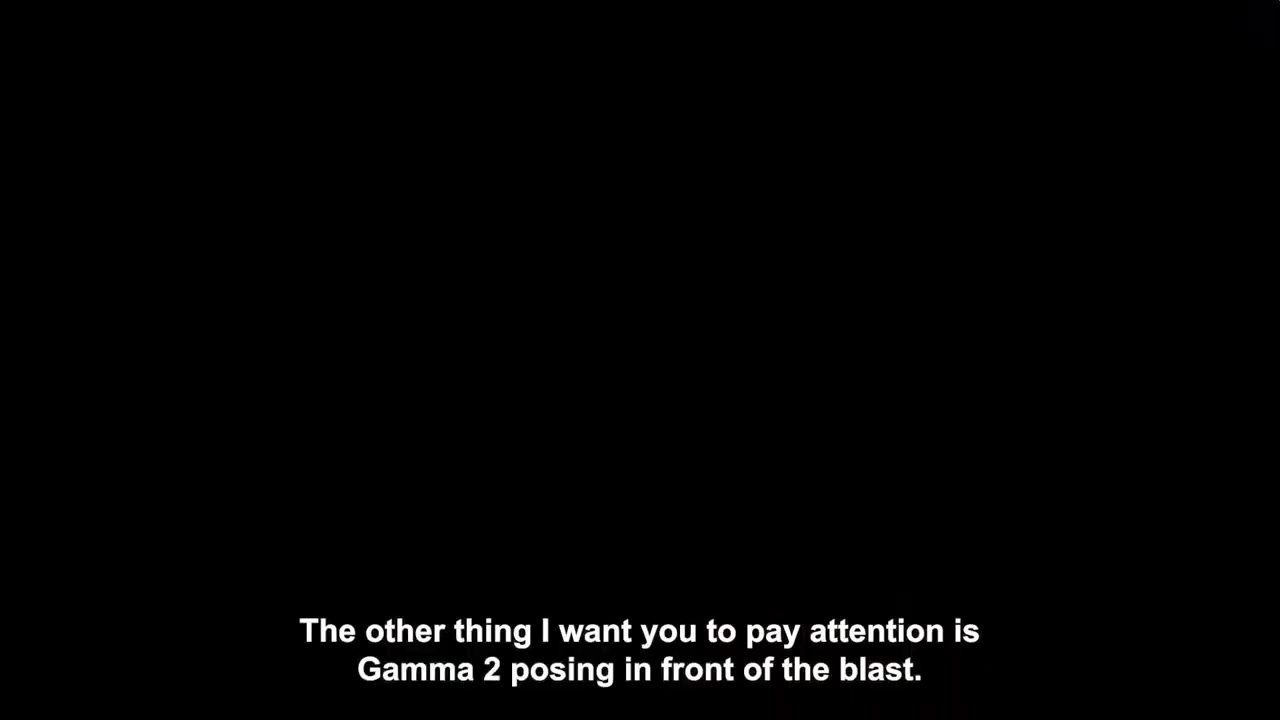 The other thing I want you to pay attention is
Gamma 2 posing in front of the blast.